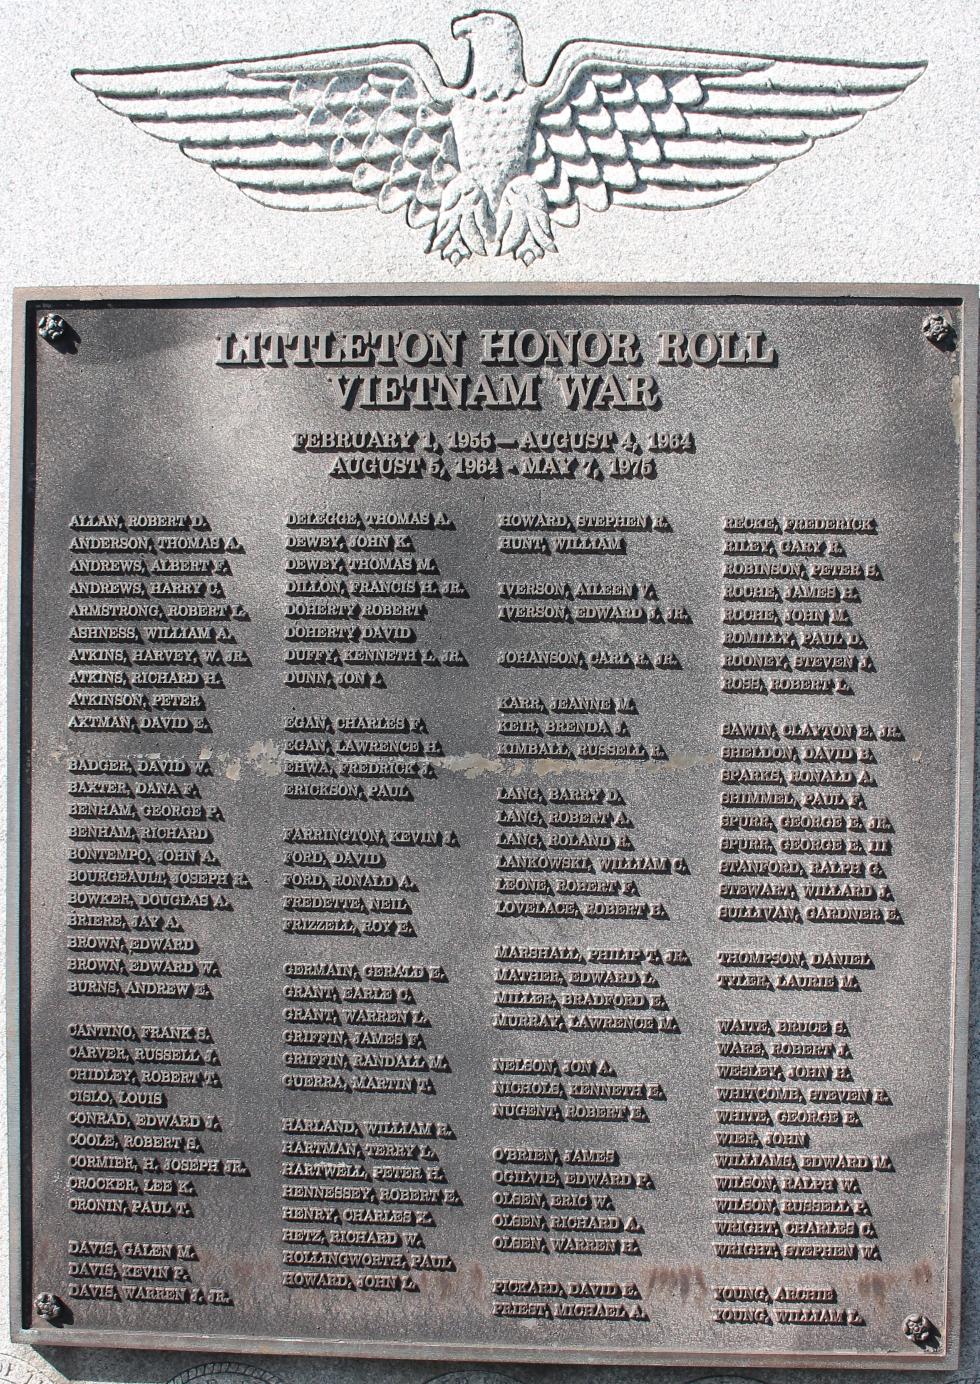 LITTLETON HONOR ROLL
VIETNAM WAR
FEBRUARY 1, 1955 — AUGUST 4, 1964
AUGUST 5, 1964 - MAY 7, 1975
ALLAN, ROBERT D.
ANDERSON, THOMAS A.
ANDREWS, ALBERT F.
ANDREWS, HARRY C.
ARMSTRONG, ROBERT L.
ASHNESS, WILLIAM A.
ATKINS, HARVEY, W. JR.
ATKINS, RICHARD H.
ATKINSON, PETER
AXTMAN, DAVID E.
BADGER, DAVID W.
BAXTER, DANA F.
BENHAM, GEORGE P.
BENHAM, RICHARD
BONTEMPO, JOHN A.
BOURGEAULT, JOSEPH R.
BOWKER, DOUGLAS A.
BRIERE, JAY A.
BROWN, EDWARD
BROWN, EDWARD W.
BURNS, ANDREW E.
CANTINO, FRANK S.
CARVER, RUSSELL J.
CHIDLEY, ROBERT T.
CISLO, LOUIS
CONRAD, EDWARD J.
COOLE, ROBERT S.
CORMIER, H. JOSEPH JR.
CROCKER, LEE K.
CRONIN, PAUL T.
DAVIS, GALEN M.
DAVIS, KEVIN P.
DAVIS, WARREN J. JR.
DELEGGE, THOMAS A.
DEWEY, JOHN K.
DEWEY, THOMAS M.
DILLON, FRANCIS H. JR.
DOHERTY ROBERT
DOHERTY DAVID
DUFFY, KENNETH L. JR.
DUNN, JON L
EGAN, CHARLES F.
EGAN, LAWRENCE H.
EHWA, FREDRICK J.
ERICKSON, PAUL
FARRINGTON, KEVIN J.
FORD, DAVID
FORD, RONALD A.
FREDETTE, NEIL
FRIZZELL, ROY E.
GERMAIN, GERALD E.
GRANT, EARLE C.
GRANT, WARREN L.
GRIFFIN, JAMES F.
GRIFFIN, RANDALL M.
GUERRA, MARTIN T.
HARLAND, WILLIAM R.
HARTMAN, TERRY L.
HARTWELL, PETER H.
HENNESSEY, ROBERT E.
HENRY, CHARLES K.
HETZ, RICHARD W.
HOLLINGWORTH, PAUL
HOWARD, JOHN L.
HOWARD, STEPHEN R.
HUNT, WILLIAM
IVERSON, AILEEN V.
IVERSON, EDWARD J. JR.
JOHANSON, CARL R. JR.
KARR, JEANNE M.
KEIR, BRENDA J.
KIMBALL, RUSSELL R.
LANG, BARRY D.
LANG, ROBERT A.
LANG, ROLAND R.
LANKOWSKI, WILLIAM C.
LEONE, ROBERT F.
LOVELACE, ROBERT B.
MARSHALL, PHILIP T. JR.
MATHER, EDWARD L.
MILLER, BRADFORD E.
MURRAY, LAWRENCE M.
NELSON, JON A.
NICHOLS, KENNETH E.
NUGENT, ROBERT E.
O'BRIEN, JAMES
OGILVIE, EDWARD P.
OLSEN, ERIC W.
OLSEN, RICHARD A.
OLSEN, WARREN H.
PICKARD, DAVID E.
PRIEST, MICHAEL A.
RECKE, FREDERICK
RILEY, GARY R.
ROBINSON, PETER S.
ROCHE, JAMES H.
ROCHE, JOHN M.
ROMILLY, PAUL D.
ROONEY, STEVEN J.
ROSS, ROBERT L.
SAWIN, CLAYTON E. JR.
SHELDON, DAVID B.
SPARKS, RONALD A.
SHIMMEL, PAUL F.
SPURR, GEORGE E. JR.
SPURR, GEORGE E. III
STANFORD, RALPH G.
STEWART, WILLARD J.
SULLIVAN, GARDNER E.
THOMPSON, DANIEL
TYLER, LAURIE M.
WAITE, BRUCE S.
WARE, ROBERT J.
WESLEY, JOHN H.
WHITCOMB, STEVEN R.
WHITE, GEORGE E.
WIER, JOHN
WILLIAMS, EDWARD M.
WILSON, RALPH W.
WILSON, RUSSELL P.
WRIGHT, CHARLES C.
WRIGHT, STEPHEN W.
YOUNG, ARCHIE
YOUNG, WILLIAM L.